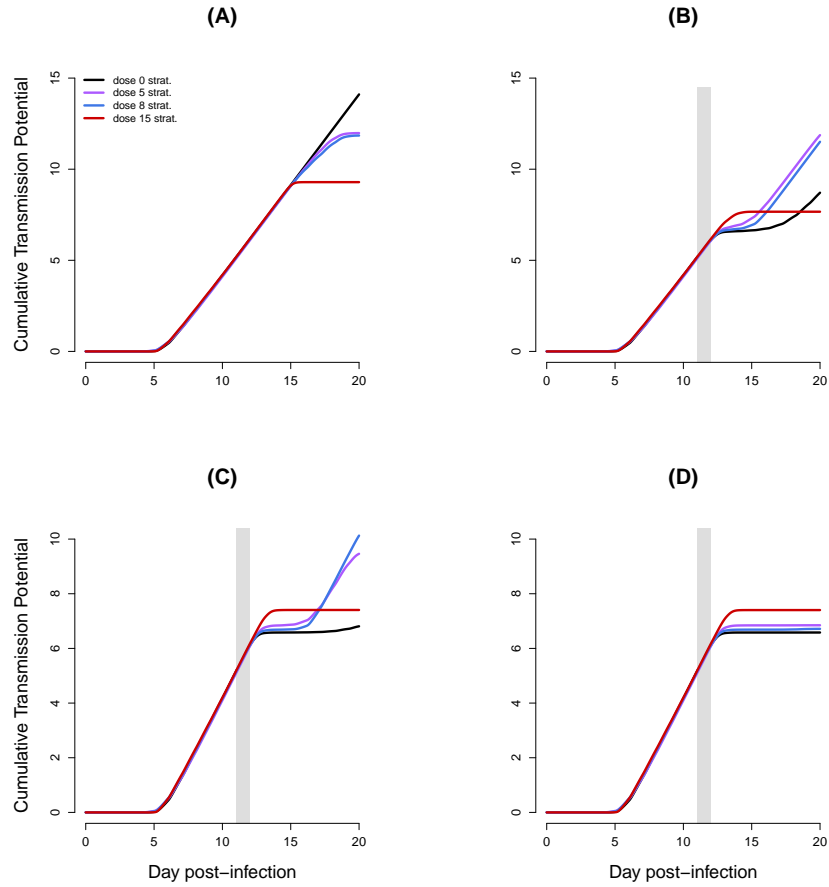 (A)
Cumulative Transmission Potential
15
10
5
0
dose 0 strat.
dose 5 strat.
dose 8 strat.
dose 15 strat.
0 5 10 15 20
(B)
15
10
5
0
0 5 10 15 20
(C)
Cumulative Transmission Potential
10
8
6
4
2
0
0 5 10 15 20
Day post−infection
(D)
10
8
6
4
2
0
0 5 10 15 20
Day post−infection